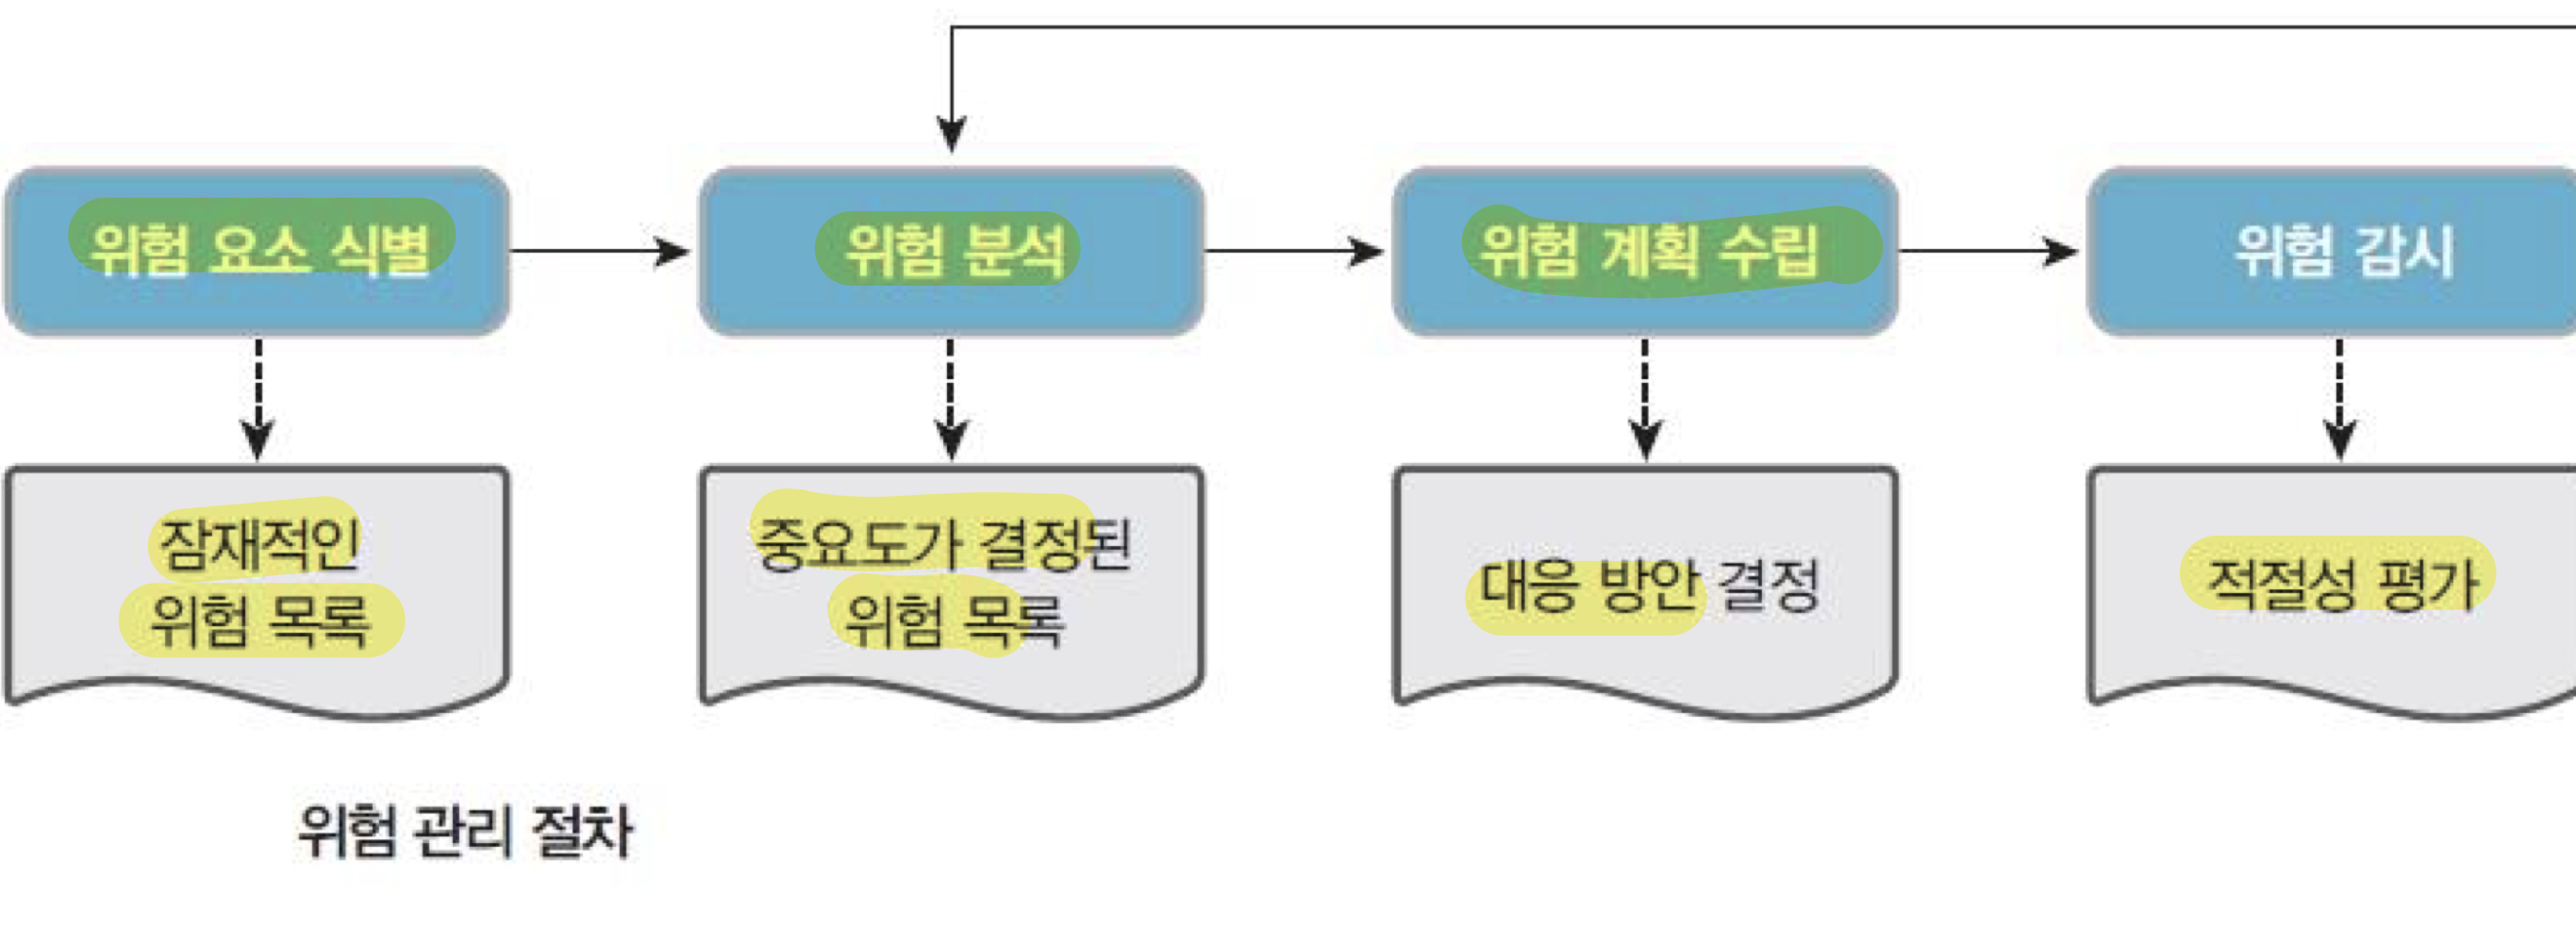 위험 요소 식별
위험 분석
위험 계획 수립
위험 감시
잠재적인
위험 목록
중요도가 결정된
위험 목록
대응 방안 결정
적절성 평가
위험 관리 절차